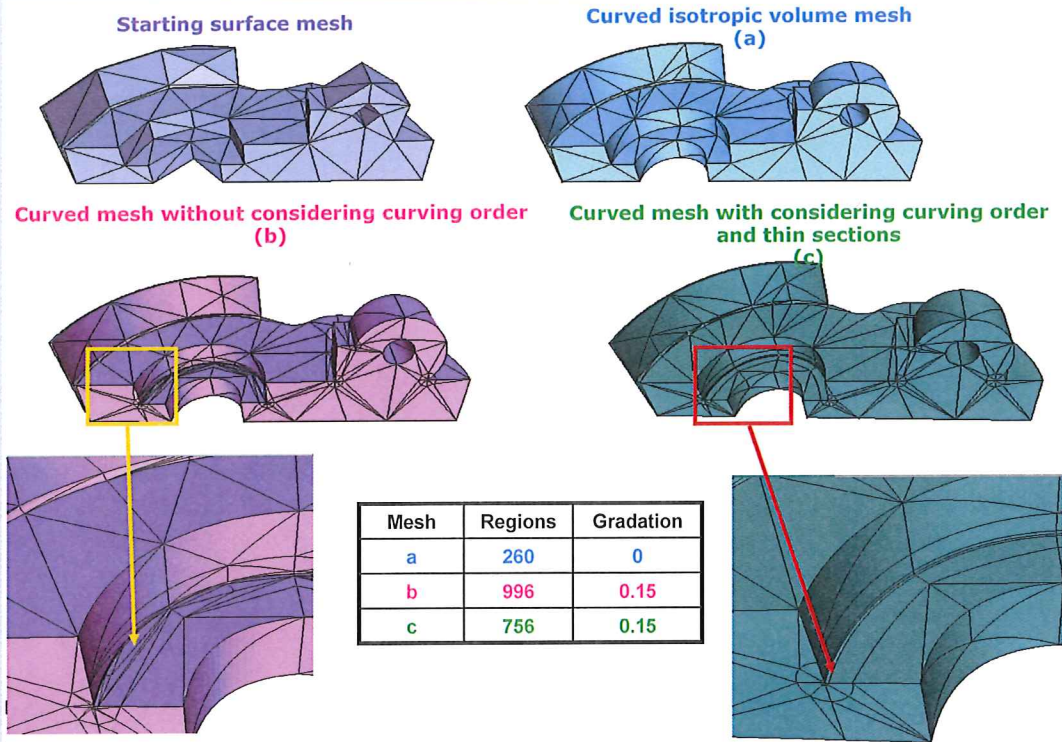 Starting surface mesh
Curved isotropic volume mesh
(a)
Curved mesh without considering curving order
(b)
Curved mesh with considering curving order
and thin sections
(c)
Mesh Regions Gradation
a 260 0
b 996 0.15
c 756 0.15